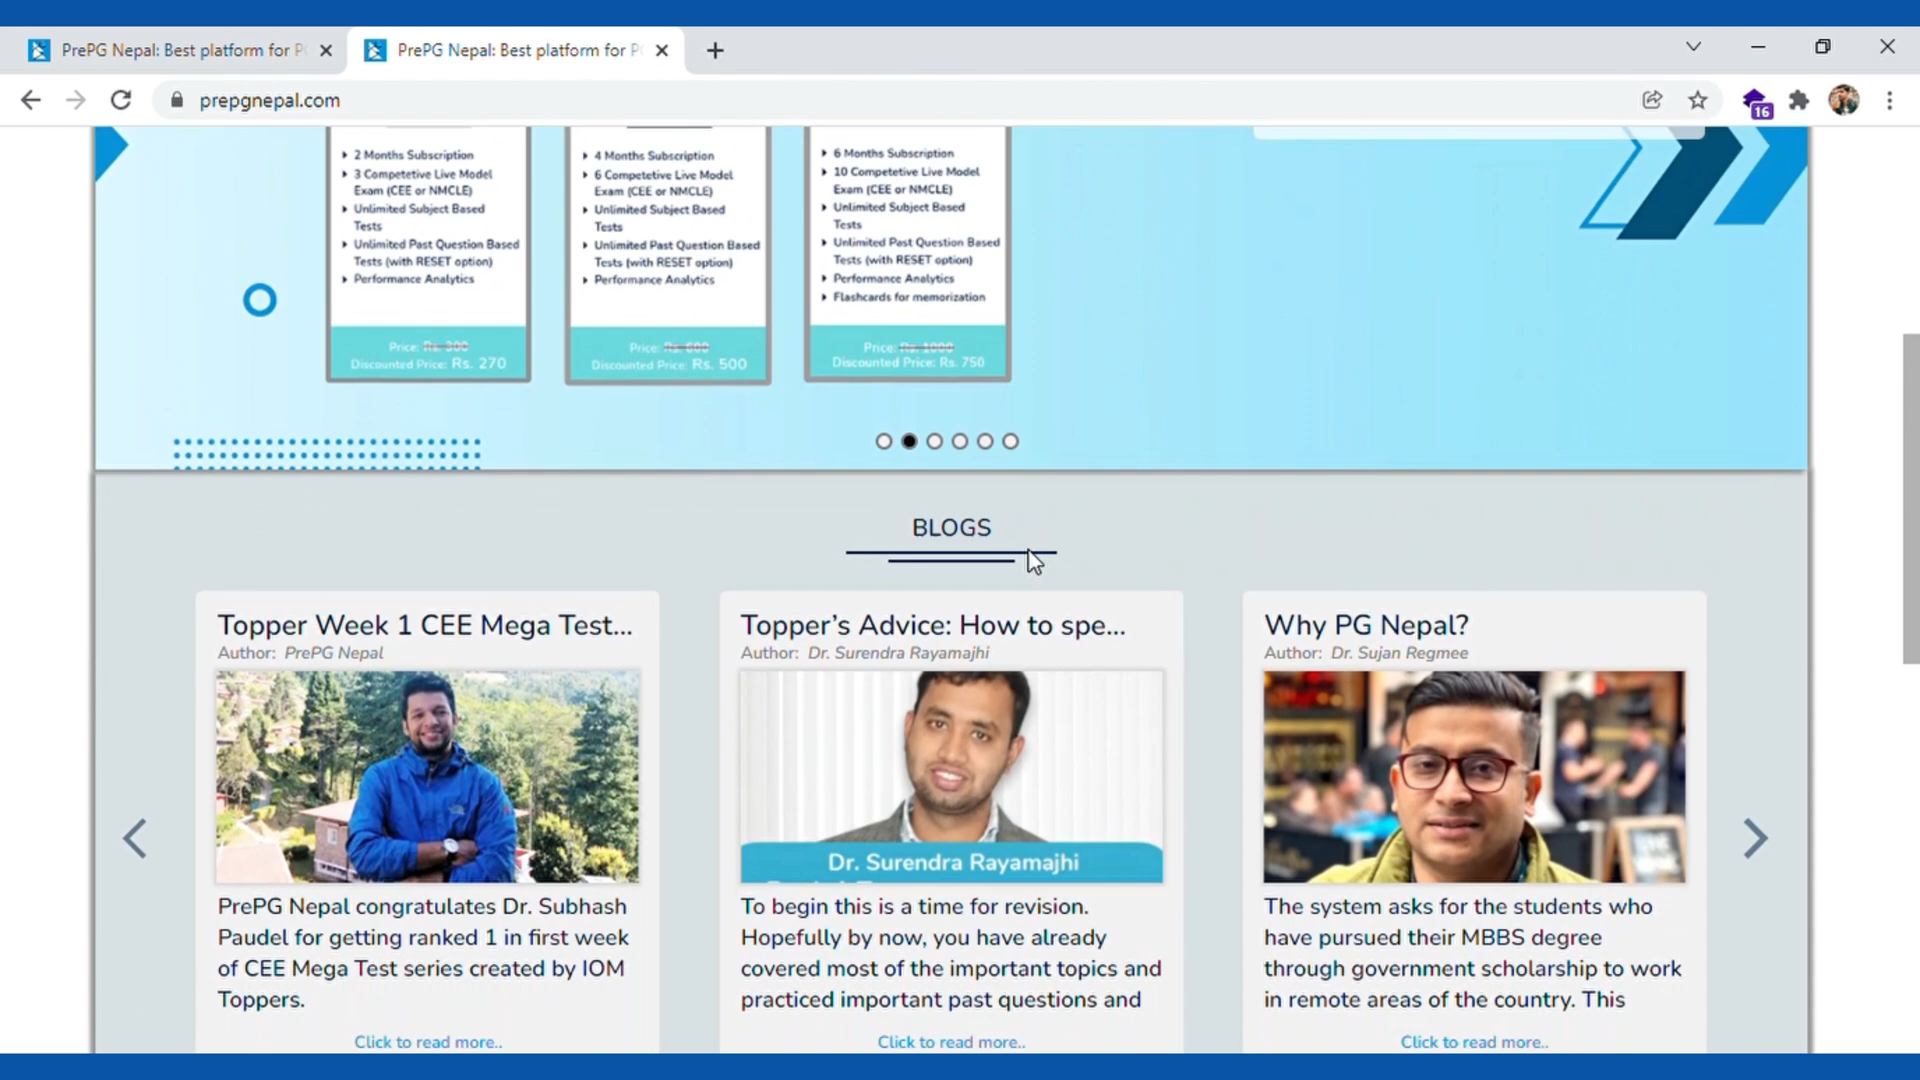 PrePG Nepal: Best platform for P
PrePG Nepal: Best platform for P
prepgnepal.com
16
2 Months Subscription
3 Competetive Live Model
Exam (CEE or NMCLE)
Unlimited Subject Based
Tests
Unlimited Past Question Based
Tests (with RESET option)
Performance Analytics
Price: Rs. 300
Discounted Price: Rs. 270
4 Months Subscription
6 Competetive Live Model
Exam (CEE or NMCLE)
Unlimited Subject Based
Tests
Unlimited Past Question Based
Tests (with RESET option)
Performance Analytics
Price: Rs. 600
Discounted Price: Rs. 500
6 Months Subscription
10 Competetive Live Model
Exam (CEE or NMCLE)
Unlimited Subject Based
Tests
Unlimited Past Question Based
Tests (with RESET option)
Performance Analytics
Flashcards for memorization
Price: Rs. 1000
Discounted Price: Rs. 750
BLOGS
Topper Week 1 CEE Mega Test...
Author: PrePG Nepal
PrePG Nepal congratulates Dr. Subhash
Paudel for getting ranked 1 in first week
of CEE Mega Test series created by IOM
Toppers.
Click to read more..
Topper's Advice: How to spe...
Author: Dr. Surendra Rayamajhi
Dr. Surendra Rayamajhi
To begin this is a time for revision.
Hopefully by now, you have already
covered most of the important topics and
practiced important past questions and
Click to read more..
Why PG Nepal?
Author: Dr. Sujan Regmee
The system asks for the students who
have pursued their MBBS degree
through government scholarship to work
in remote areas of the country. This
Click to read more..